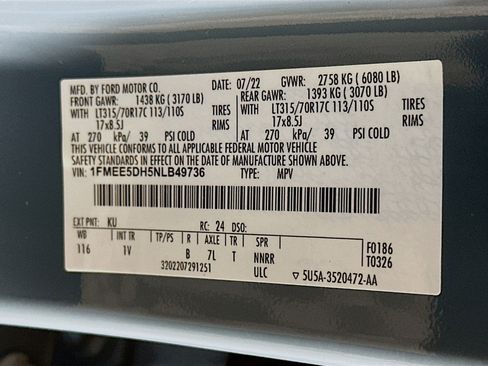 MFD. BY FORD MOTOR CO. 07/22 GVWR: 2758 KG ( 6080 LB)
FRONT GAWR: 1438 KG ( 3170 LB) REAR GAWR: 1393 KG ( 3070 LB)
WITH LT315/70R17C 113/110S TIRES WITH LT315/70R17C 113/110S TIRES
17x8.5J RIMS 17x8.5J RIMS
AT 270 kPa/ 39 PSI COLD AT 270 kPa/ 39 PSI COLD
THIS VEHICLE CONFORMS TO ALL APPLICABLE FEDERAL MOTOR VEHICLE SAFETY STANDARDS
IN EFFECT ON THE DATE OF MANUFACTURE SHOWN ABOVE.
VIN: 1FMEE5DH5NLB49736 TYPE: MPV
EXT PNT: KU RC: 24 DSO:
WB INT TR TP/PS R AXLE TR SPR F0186
116 1V B 7L T NNRR T0326
3202207291251 ULC 5U5A-3520472-AA